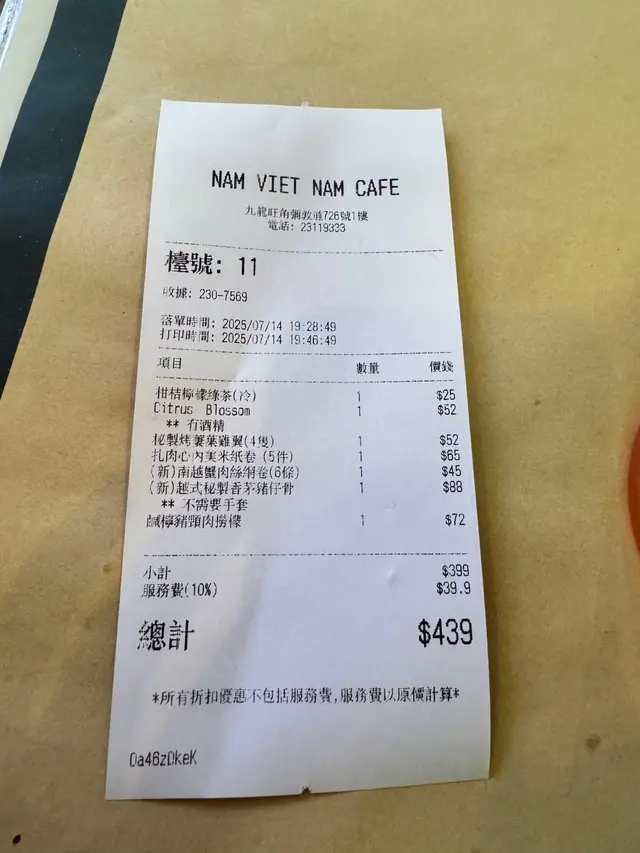 NAM VIET NAM CAFE
九龍旺角彌敦道726號1樓
電話: 23119333
檯號: 11
收據: 230-7569
落單時間: 2025/07/14 19:28:49
打印時間: 2025/07/14 19:46:49
項目 數量 價錢
柑桔檸檬綠茶(冷) 1 $25
Citrus Blossom 1 $52
** 冇酒精
秘製烤蔞葉雞翼(4隻) 1 $52
扎肉心內美米紙卷 (5件) 1 $65
(新)南越蟹肉絲網卷(6條) 1 $45
(新)越式秘製香茅豬仔骨 1 $88
** 不需要手套
鹹檸豬頸肉撈檬 1 $72
小計 $399
服務費(10%) $39.9
總計 $439
*所有折扣優惠不包括服務費,服務費以原價計算*
Da46zDkeK